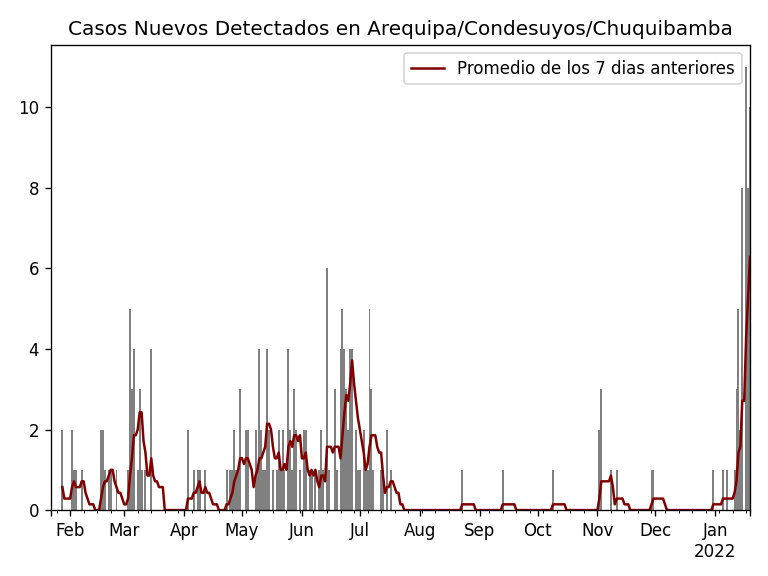 Casos Nuevos Detectados en Arequipa/Condesuyos/Chuquibamba
Promedio de los 7 dias anteriores
10
8
6
4
2
0
Feb Mar Apr May Jun Jul Aug Sep Oct Nov Dec Jan
2022